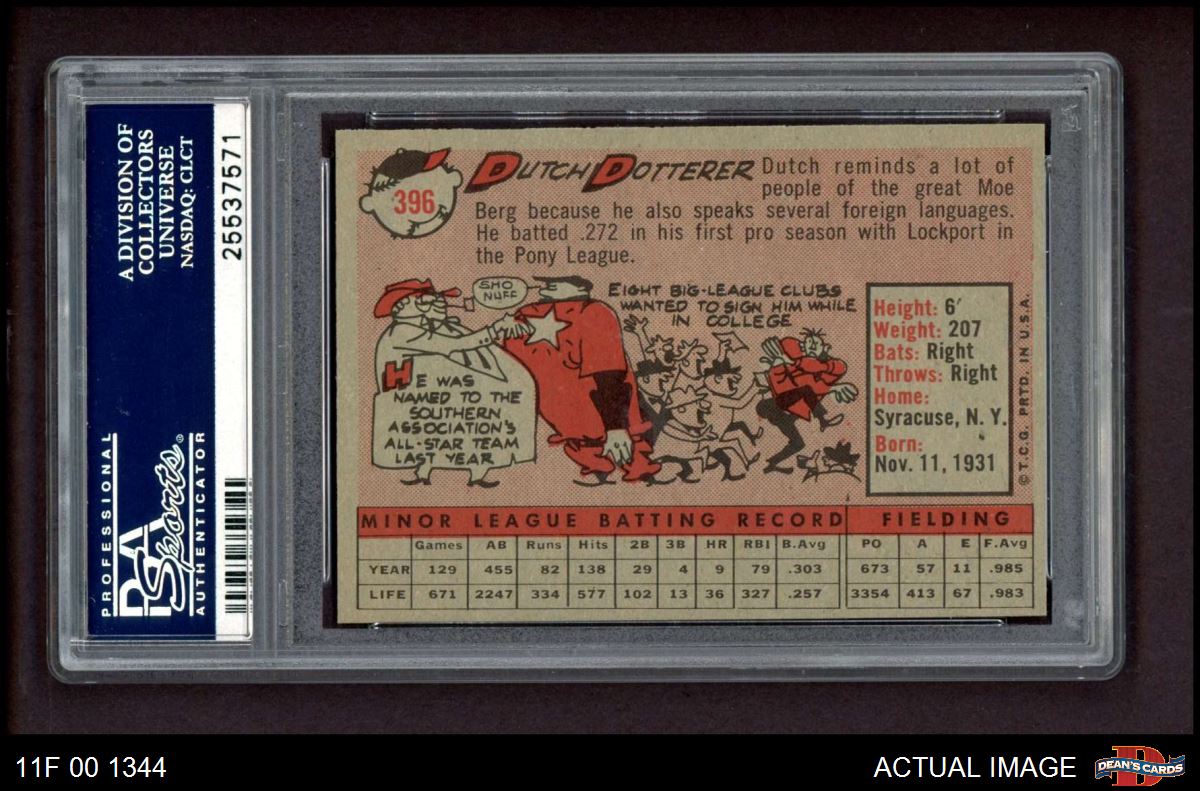 A DIVISION OF
COLLECTORS
UNIVERSE
NASDAQ: CLCT
25537571
PROFESSIONAL
PSA
Sports®
AUTHENTICATOR
396
DUTCH DOTTERER
Dutch reminds a lot of
people of the great Moe
Berg because he also speaks several foreign languages.
He batted .272 in his first pro season with Lockport in
the Pony League.
SHO
NUFF
HE WAS
NAMED TO THE
SOUTHERN
ASSOCIATION'S
ALL-STAR TEAM
LAST YEAR
EIGHT BIG-LEAGUE CLUBS
WANTED TO SIGN HIM WHILE
IN COLLEGE
Height: 6'
Weight: 207
Bats: Right
Throws: Right
Home:
Syracuse, N. Y.
Born:
Nov. 11, 1931
© T.C.G. PRTD. IN U.S.A.
MINOR LEAGUE BATTING RECORD FIELDING
Games AB Runs Hits 2B 3B HR RBI B.Avg PO A E F.Avg
YEAR 129 455 82 138 29 4 9 79 .303 673 57 11 .985
LIFE 671 2247 334 577 102 13 36 327 .257 3354 413 67 .983
11F 00 1344
ACTUAL IMAGE
D
DEAN'S CARDS